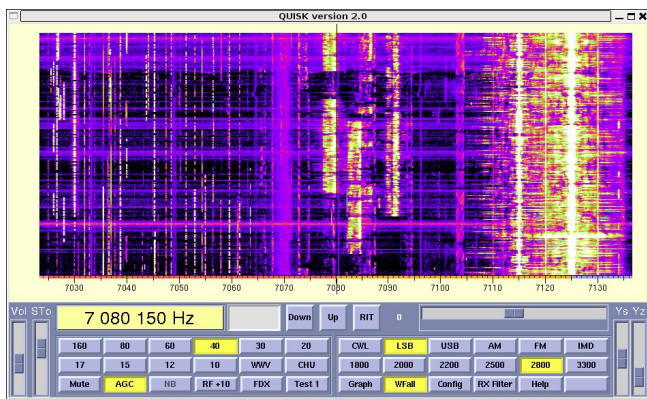 QUISK version 2.0
7030 7040 7050 7060 7070 7080 7090 7100 7110 7120 7130
Vol STo 7 080 150 Hz Down Up RIT 0 Ys Yz
160 80 60 40 30 20 CWL LSB USB AM FM IMD
17 15 12 10 WWV CHU 1800 2000 2200 2500 2800 3300
Mute AGC NB RF +10 FDX Test 1 Graph WFall Config RX Filter Help